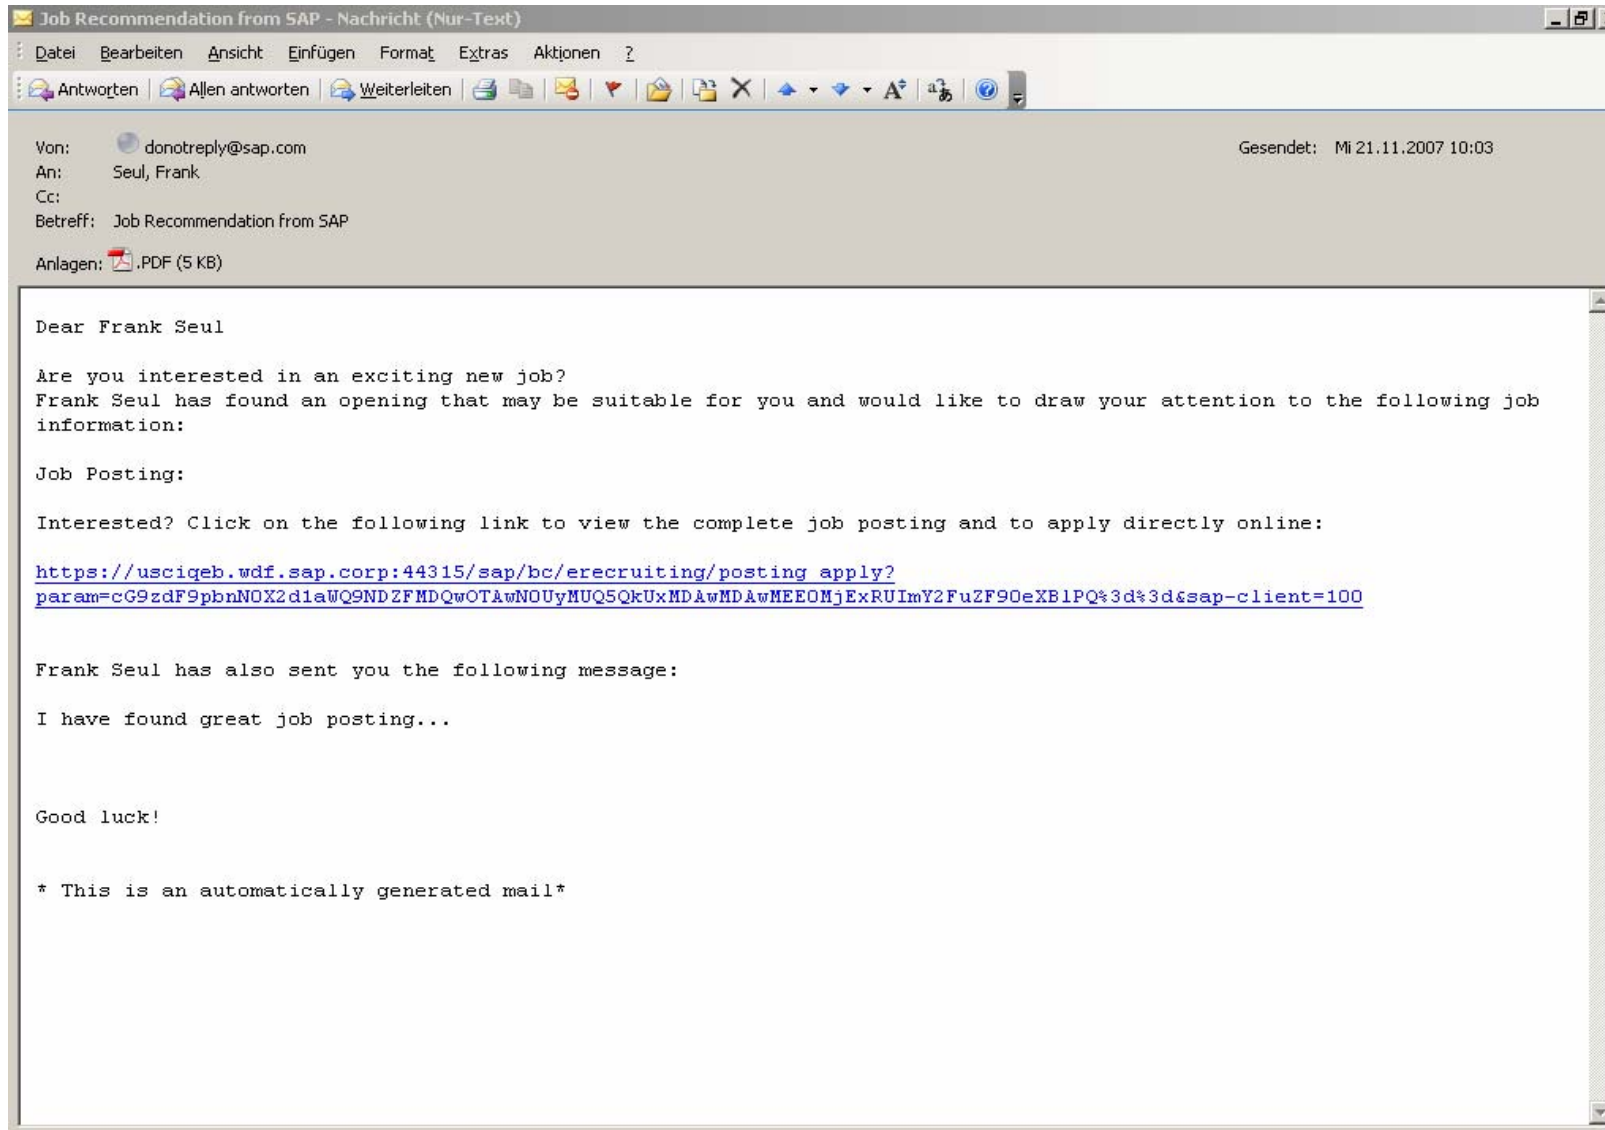 Job Recommendation from SAP - Nachricht (Nur-Text)
Datei Bearbeiten Ansicht Einfügen Format Extras Aktionen ?
Antworten Allen antworten Weiterleiten
Von: donotreply@sap.com Gesendet: Mi 21.11.2007 10:03
An: Seul, Frank
Cc:
Betreff: Job Recommendation from SAP
Anlagen: .PDF (5 KB)
Dear Frank Seul
Are you interested in an exciting new job?
Frank Seul has found an opening that may be suitable for you and would like to draw your attention to the following job
information:
Job Posting:
Interested? Click on the following link to view the complete job posting and to apply directly online:
https://usciqeb.wdf.sap.corp:44315/sap/bc/erecruiting/posting_apply?
param=cG9zdF9pbnN0X2d1aWQ9NDZFMDQwOTAwN0UyMUQ5QkUxMDAwMDAwMEE0MjExRUImY2FuZF90eXBlPQ%3d%3d&sap-client=100
Frank Seul has also sent you the following message:
I have found great job posting...
Good luck!
* This is an automatically generated mail*